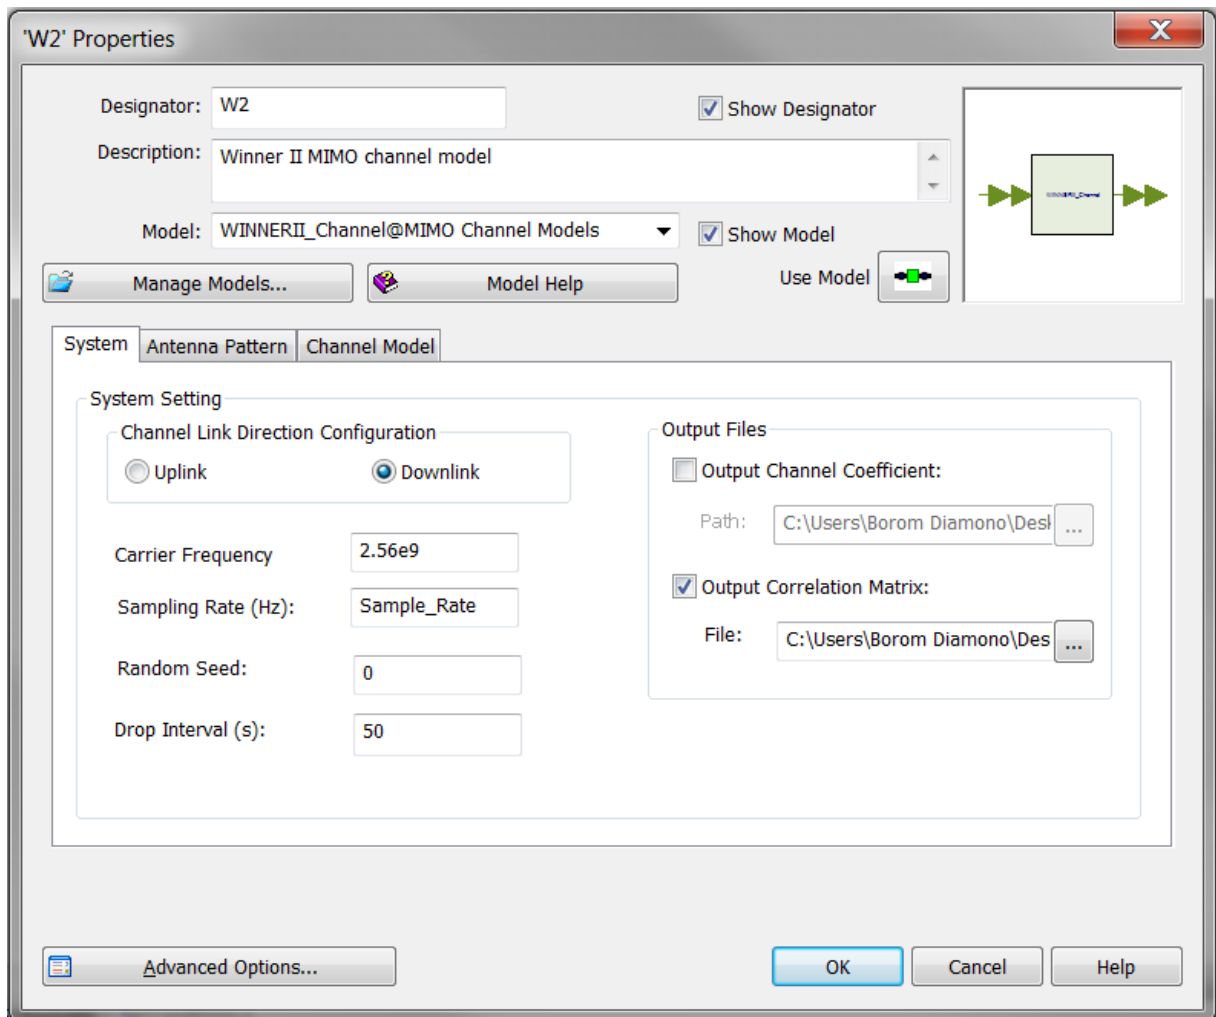 'W2' Properties
Designator: W2
Show Designator
Description: Winner II MIMO channel model
WINNERII_Channel
Model: WINNERII_Channel@MIMO Channel Models
Show Model
Manage Models...
Model Help
Use Model
System
Antenna Pattern
Channel Model
System Setting
Channel Link Direction Configuration
Uplink
Downlink
Carrier Frequency 2.56e9
Sampling Rate (Hz): Sample_Rate
Random Seed: 0
Drop Interval (s): 50
Output Files
Output Channel Coefficient:
Path: C:\Users\Borom Diamono\Desk
...
Output Correlation Matrix:
File: C:\Users\Borom Diamono\Des
...
Advanced Options...
OK
Cancel
Help